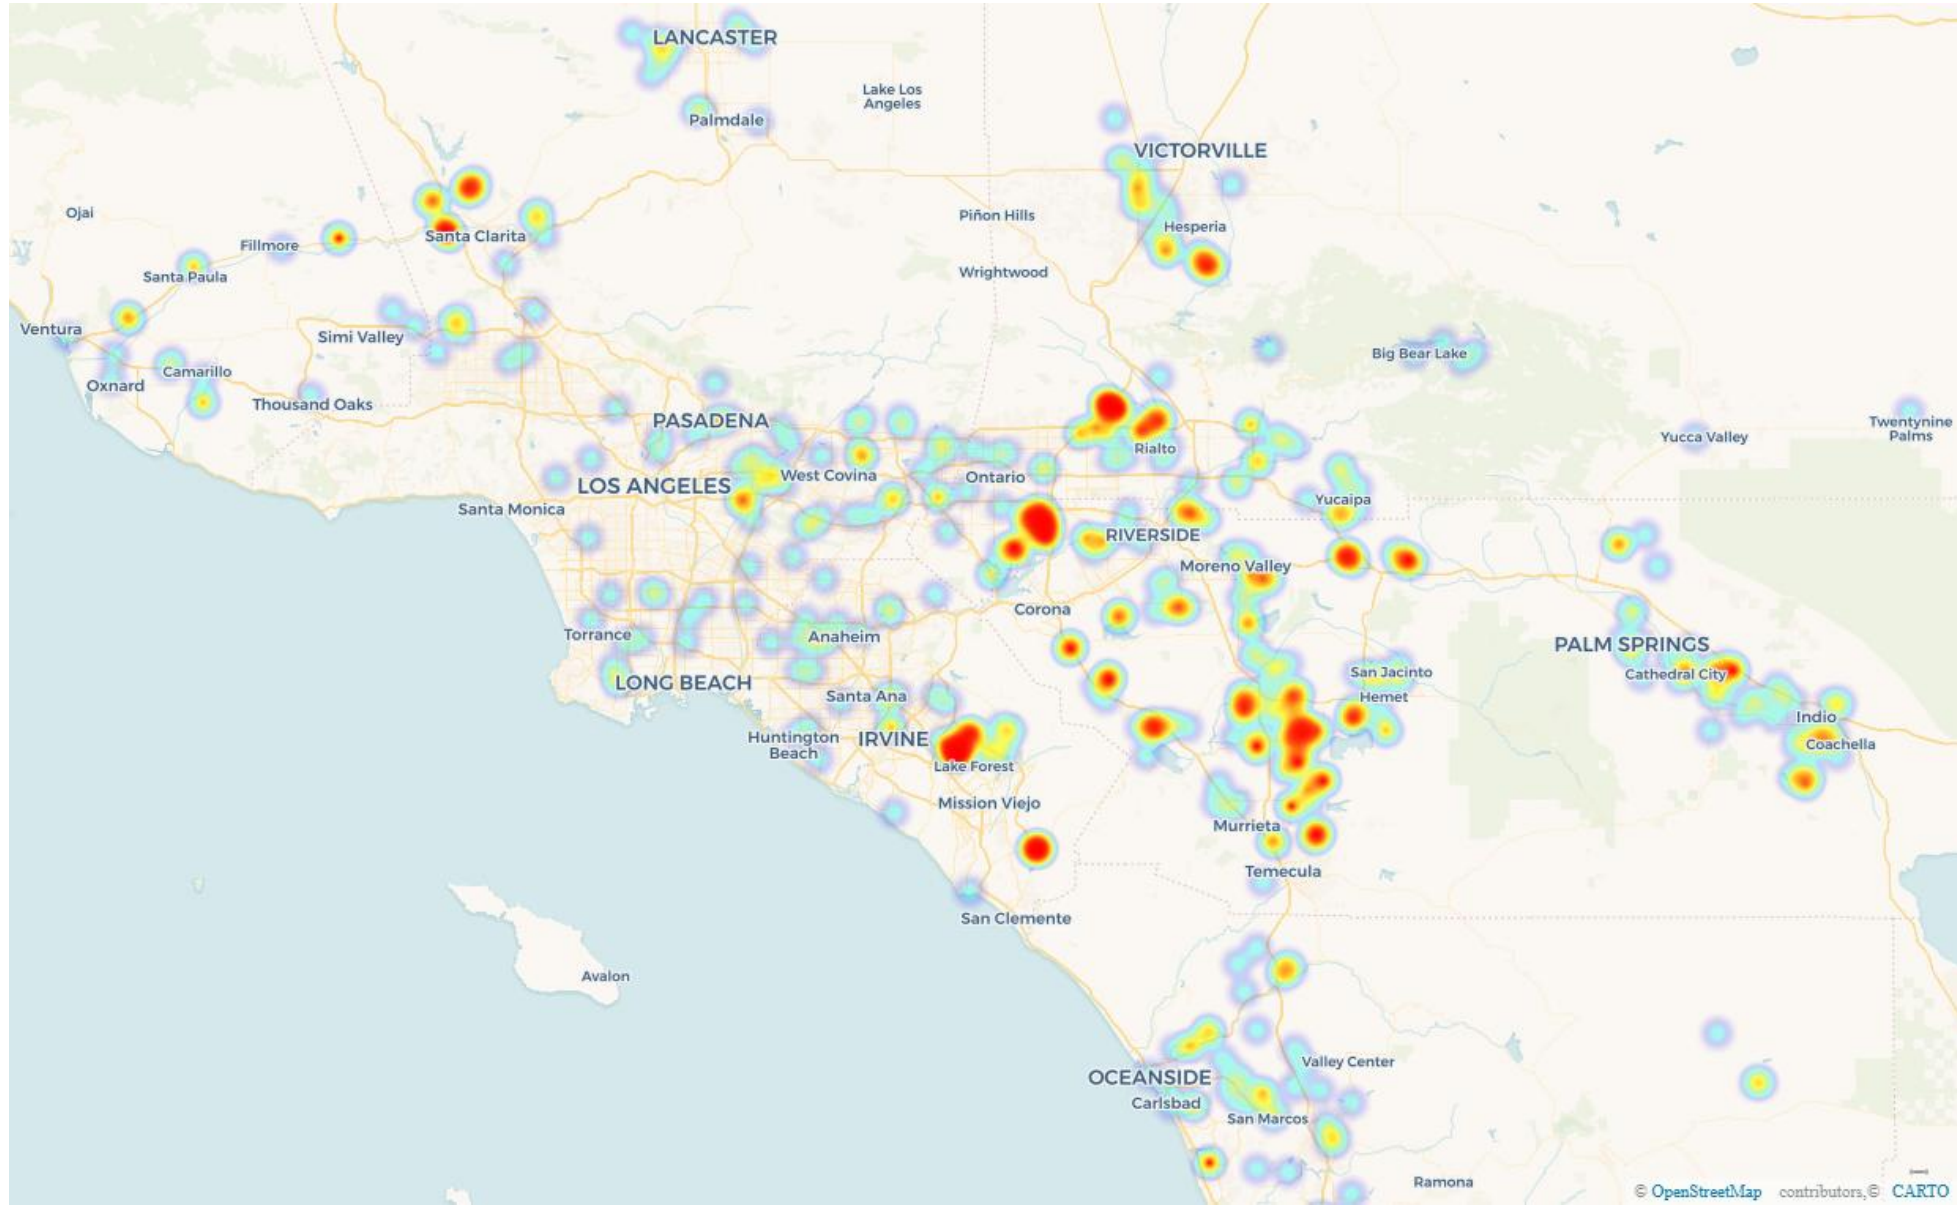 LANCASTER
Lake Los
Angeles
Palmdale
VICTORVILLE
Ojai
Piñon Hills
Hesperia
Santa Clarita
Fillmore
Wrightwood
Santa Paula
Ventura
Simi Valley
Big Bear Lake
Camarillo
Oxnard
Thousand Oaks
PASADENA
Twentynine
Palms
Yucca Valley
Rialto
West Covina
Ontario
LOS ANGELES
Yucaipa
Santa Monica
RIVERSIDE
Moreno Valley
Corona
Torrance
Anaheim
PALM SPRINGS
San Jacinto
Cathedral City
LONG BEACH
Santa Ana
Hemet
Indio
Huntington
Beach
IRVINE
Coachella
Lake Forest
Mission Viejo
Murrieta
Temecula
San Clemente
Avalon
Valley Center
OCEANSIDE
Carlsbad
San Marcos
Ramona
© OpenStreetMap contributors,© CARTO